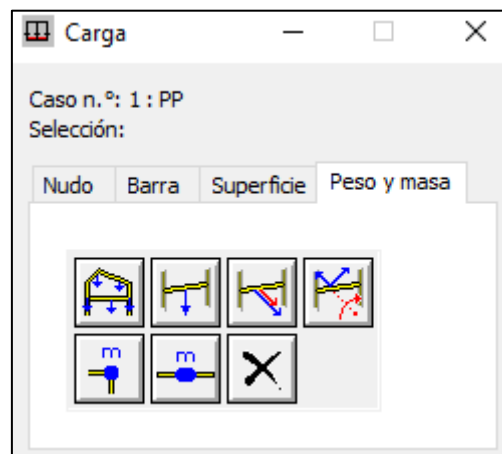 Carga
Caso n.º: 1 : PP
Selección:
Nudo Barra Superficie Peso y masa
m m